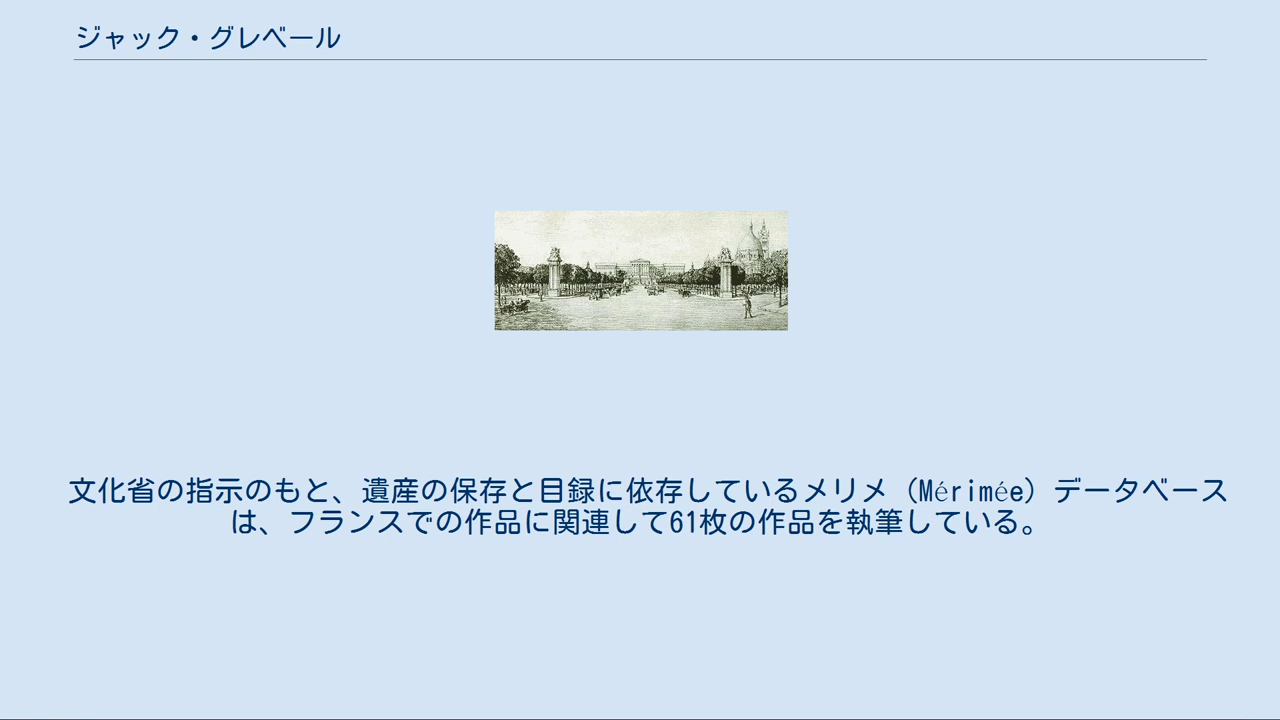 ジャック・グレベール
文化省の指示のもと、遺産の保存と目録に依存しているメリメ（Mérimée）データベース
は、フランスでの作品に関連して61枚の作品を執筆している。